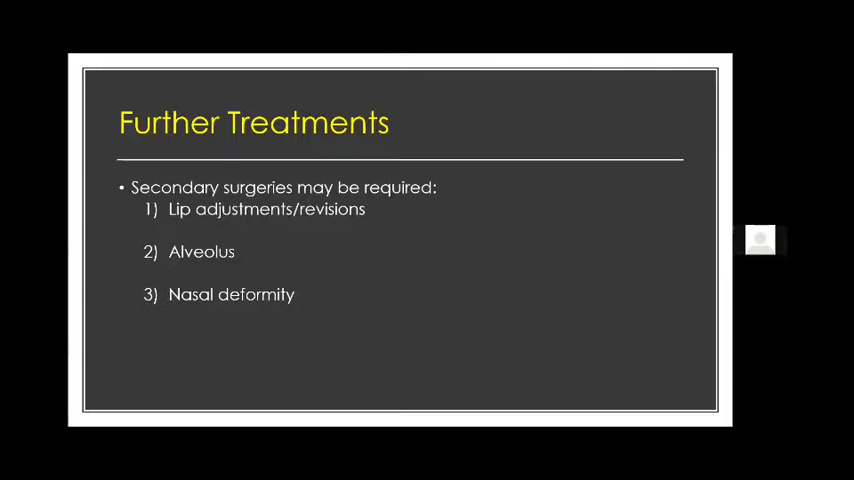 Further Treatments
• Secondary surgeries may be required:
1) Lip adjustments/revisions
2) Alveolus
3) Nasal deformity